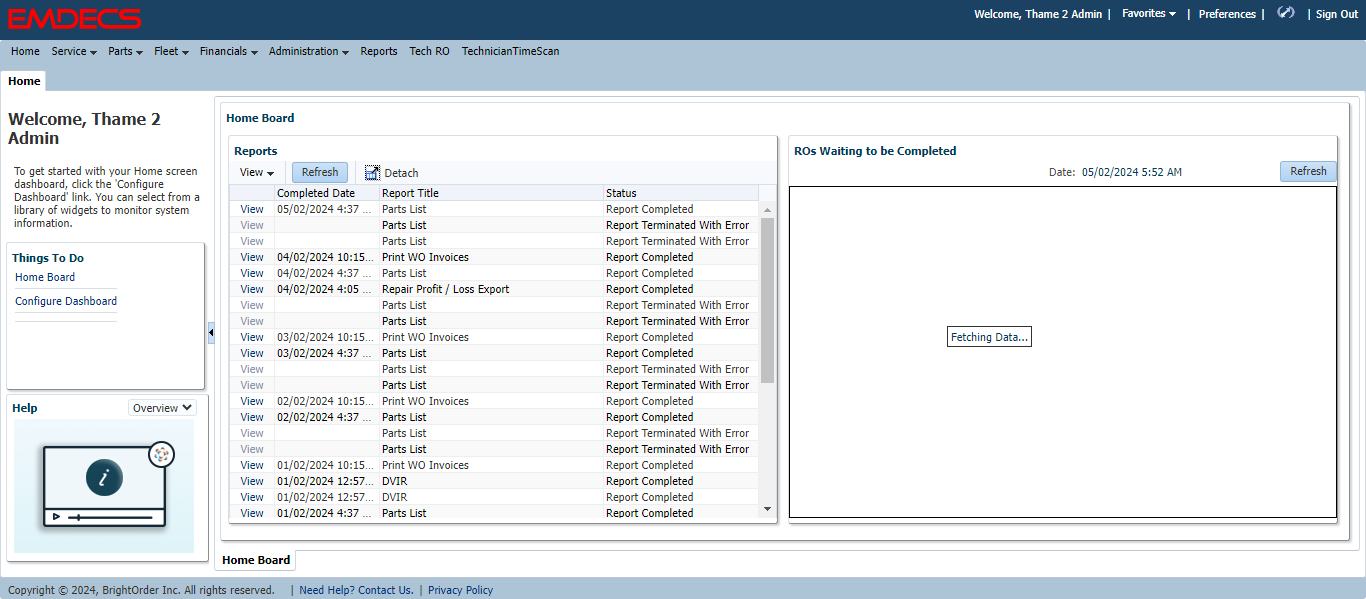 EMDECS
Welcome, Thame 2 Admin | Favorites | Preferences | | Sign Out
Home Service Parts Fleet Financials Administration Reports Tech RO TechnicianTimeScan
Home
Welcome, Thame 2
Admin
To get started with your Home screen
dashboard, click the 'Configure
Dashboard' link. You can select from a
library of widgets to monitor system
information.
Things To Do
Home Board
Configure Dashboard
Help Overview
i
Home Board
Reports
View Refresh Detach
Completed Date Report Title Status
View 05/02/2024 4:37 ... Parts List Report Completed
View Parts List Report Terminated With Error
View Parts List Report Terminated With Error
View 04/02/2024 10:15... Print WO Invoices Report Completed
View 04/02/2024 4:37 ... Parts List Report Completed
View 04/02/2024 4:05 ... Repair Profit / Loss Export Report Completed
View Parts List Report Terminated With Error
View Parts List Report Terminated With Error
View 03/02/2024 10:15... Print WO Invoices Report Completed
View 03/02/2024 4:37 ... Parts List Report Completed
View Parts List Report Terminated With Error
View Parts List Report Terminated With Error
View 02/02/2024 10:15... Print WO Invoices Report Completed
View 02/02/2024 4:37 ... Parts List Report Completed
View Parts List Report Terminated With Error
View Parts List Report Terminated With Error
View 01/02/2024 10:15... Print WO Invoices Report Completed
View 01/02/2024 12:57... DVIR Report Completed
View 01/02/2024 12:57... DVIR Report Completed
View 01/02/2024 4:37 ... Parts List Report Completed
ROs Waiting to be Completed
Date: 05/02/2024 5:52 AM Refresh
Fetching Data...
Home Board
Copyright © 2024, BrightOrder Inc. All rights reserved. | Need Help? Contact Us. | Privacy Policy